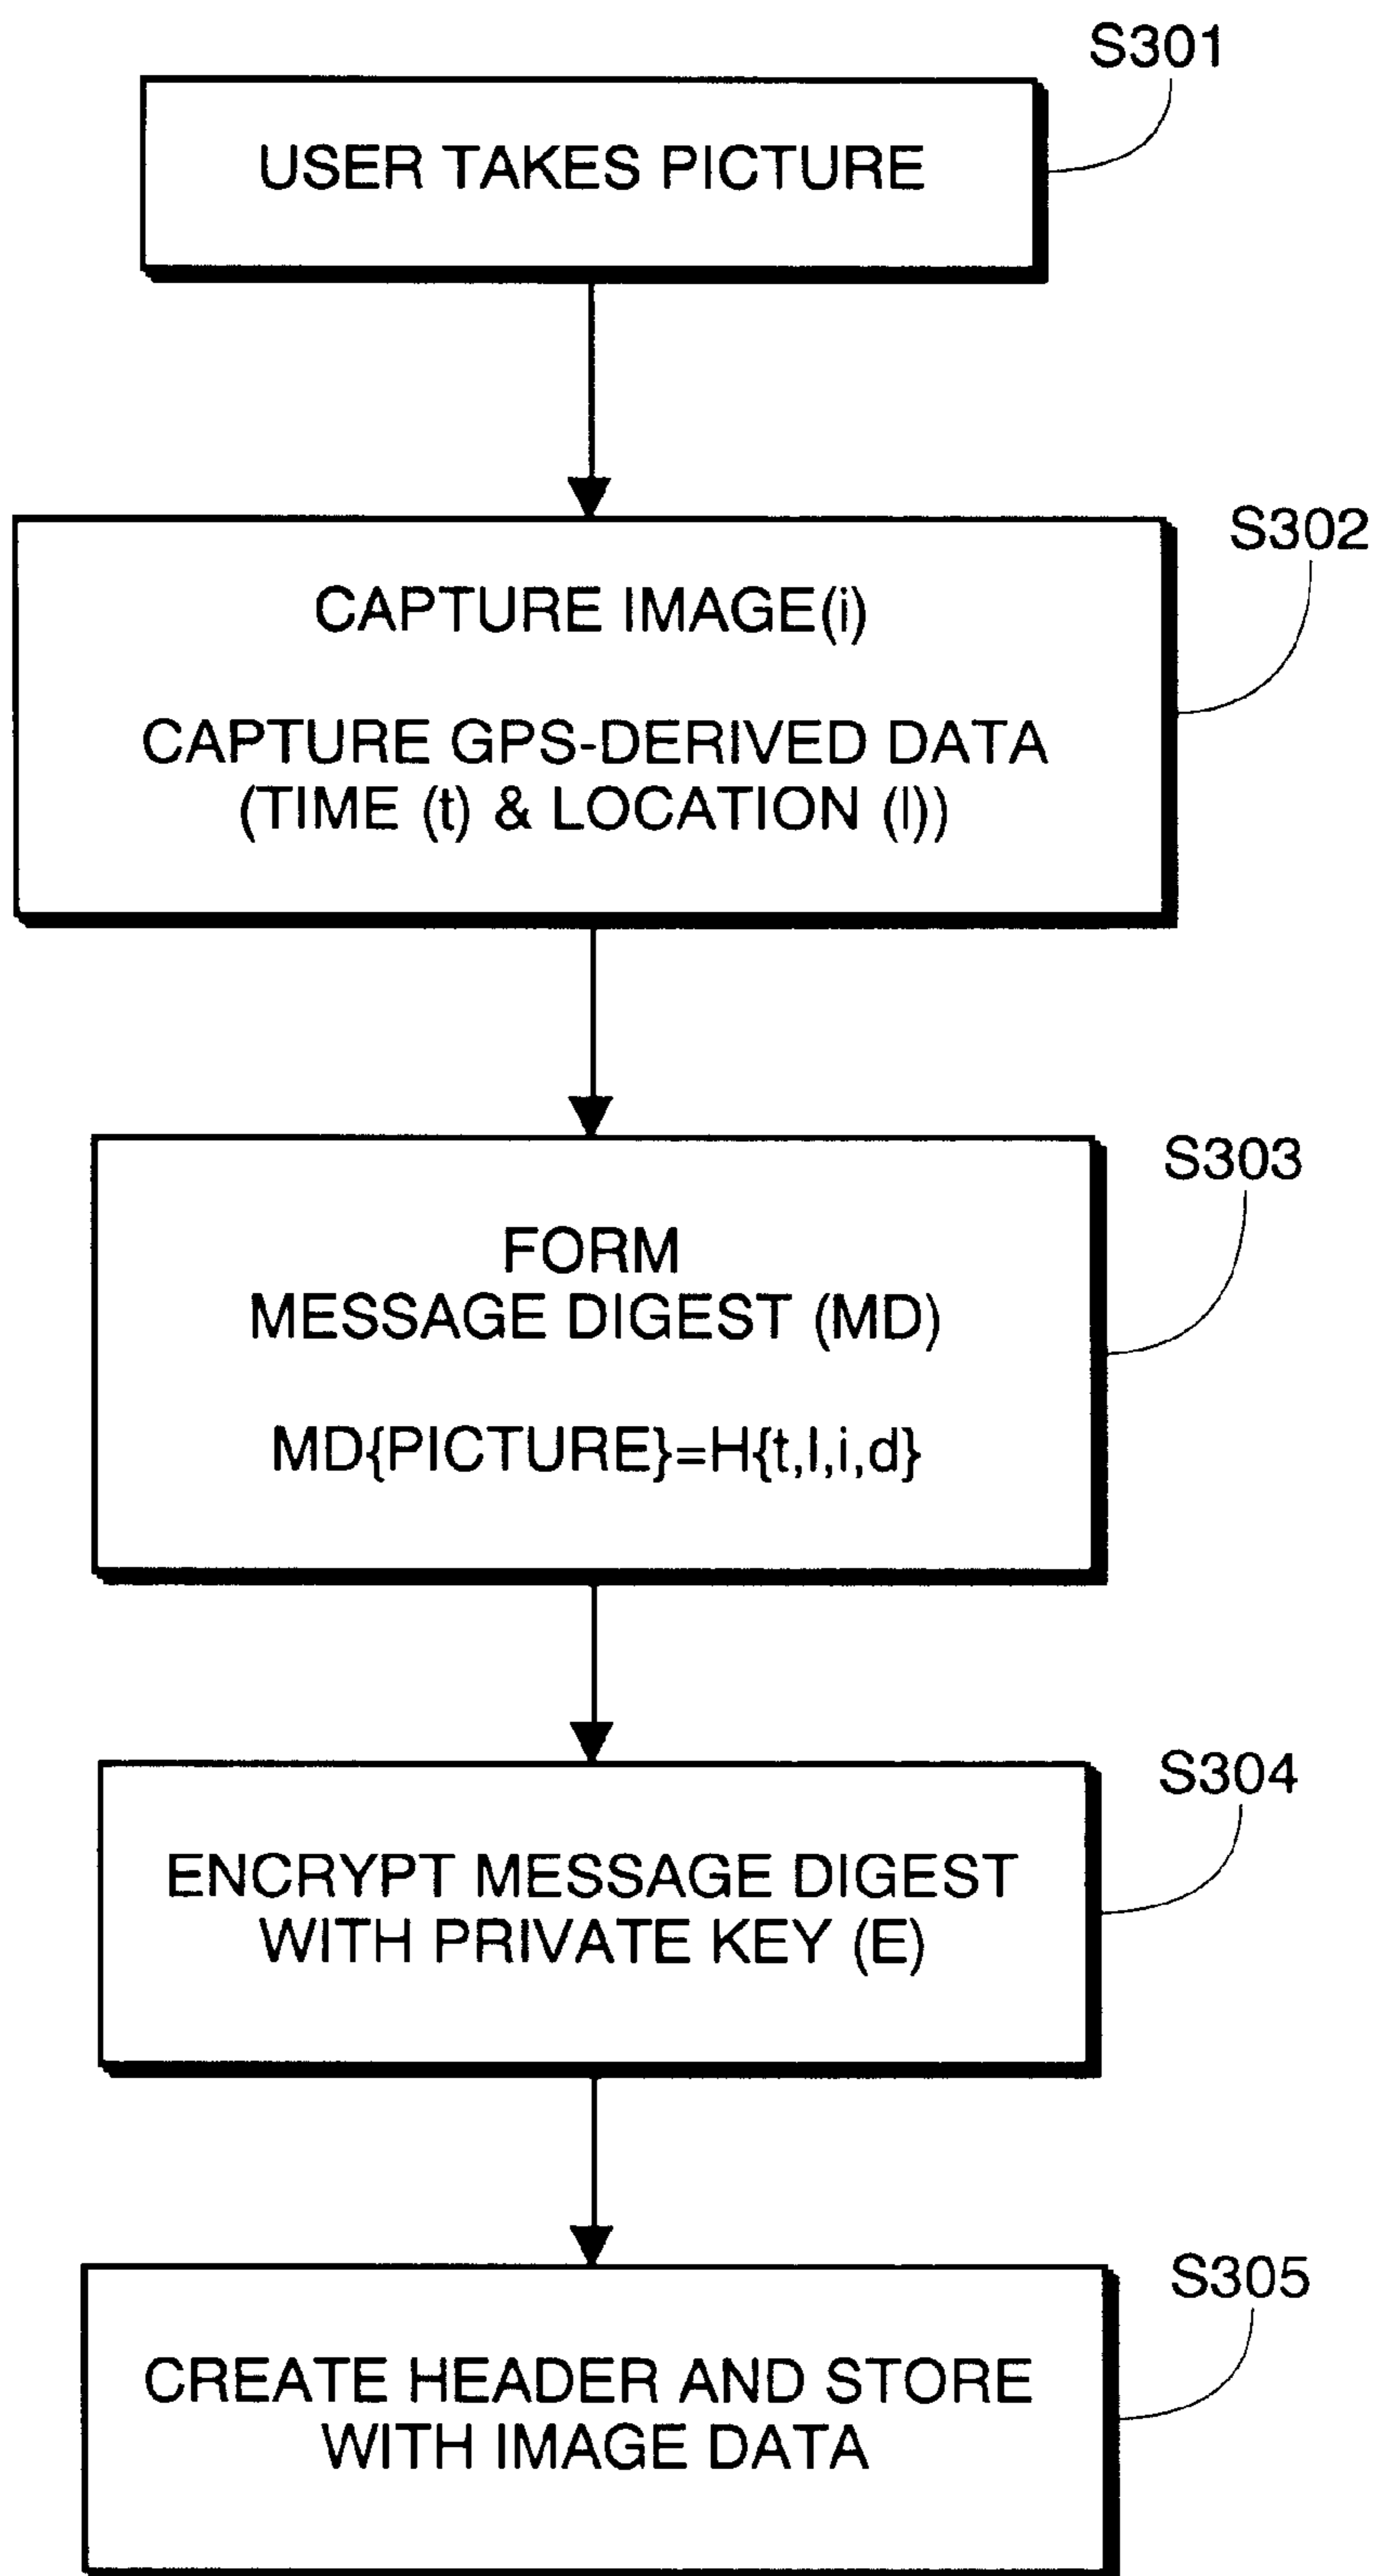 S301
USER TAKES PICTURE
S302
CAPTURE IMAGE(i)
CAPTURE GPS-DERIVED DATA
(TIME (t) & LOCATION (l))
S303
FORM
MESSAGE DIGEST (MD)
MD{PICTURE}=H{t,l,i,d}
S304
ENCRYPT MESSAGE DIGEST
WITH PRIVATE KEY (E)
S305
CREATE HEADER AND STORE
WITH IMAGE DATA